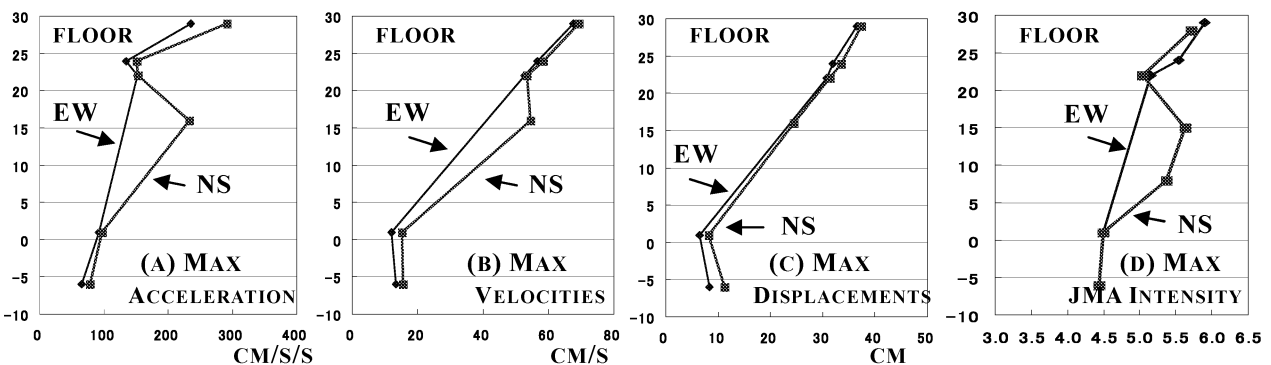 30
25
20
15
10
5
0
-5
-10
FLOOR
EW
NS
(A) MAX
ACCELERATION
0 100 200 300 400
CM/S/S
30
25
20
15
10
5
0
-5
-10
FLOOR
EW
NS
(B) MAX
VELOCITIES
0 20 40 60 80
CM/S
30
25
20
15
10
5
0
-5
-10
FLOOR
EW
NS
(C) MAX
DISPLACEMENTS
0 10 20 30 40 50
CM
30
25
20
15
10
5
0
-5
-10
FLOOR
EW
NS
(D) MAX
JMA INTENSITY
3.0 3.5 4.0 4.5 5.0 5.5 6.0 6.5